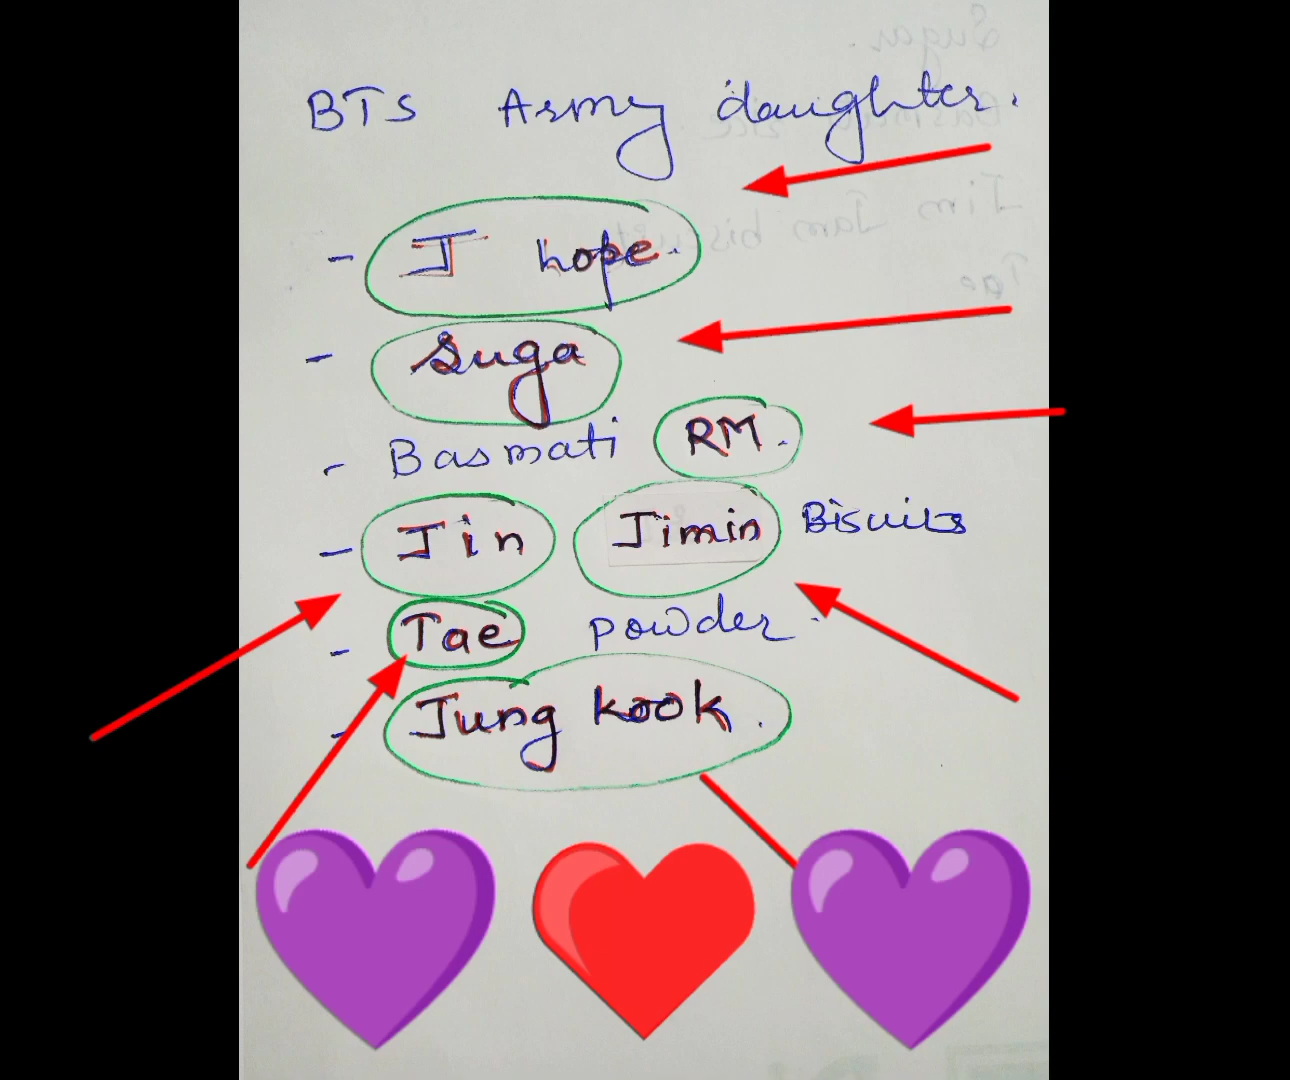 BTS Army daughter.
- J hope.
- Suga
- Basmati RM.
- Jin Jimin Biscuits
- Tae powder.
- Jung kook.